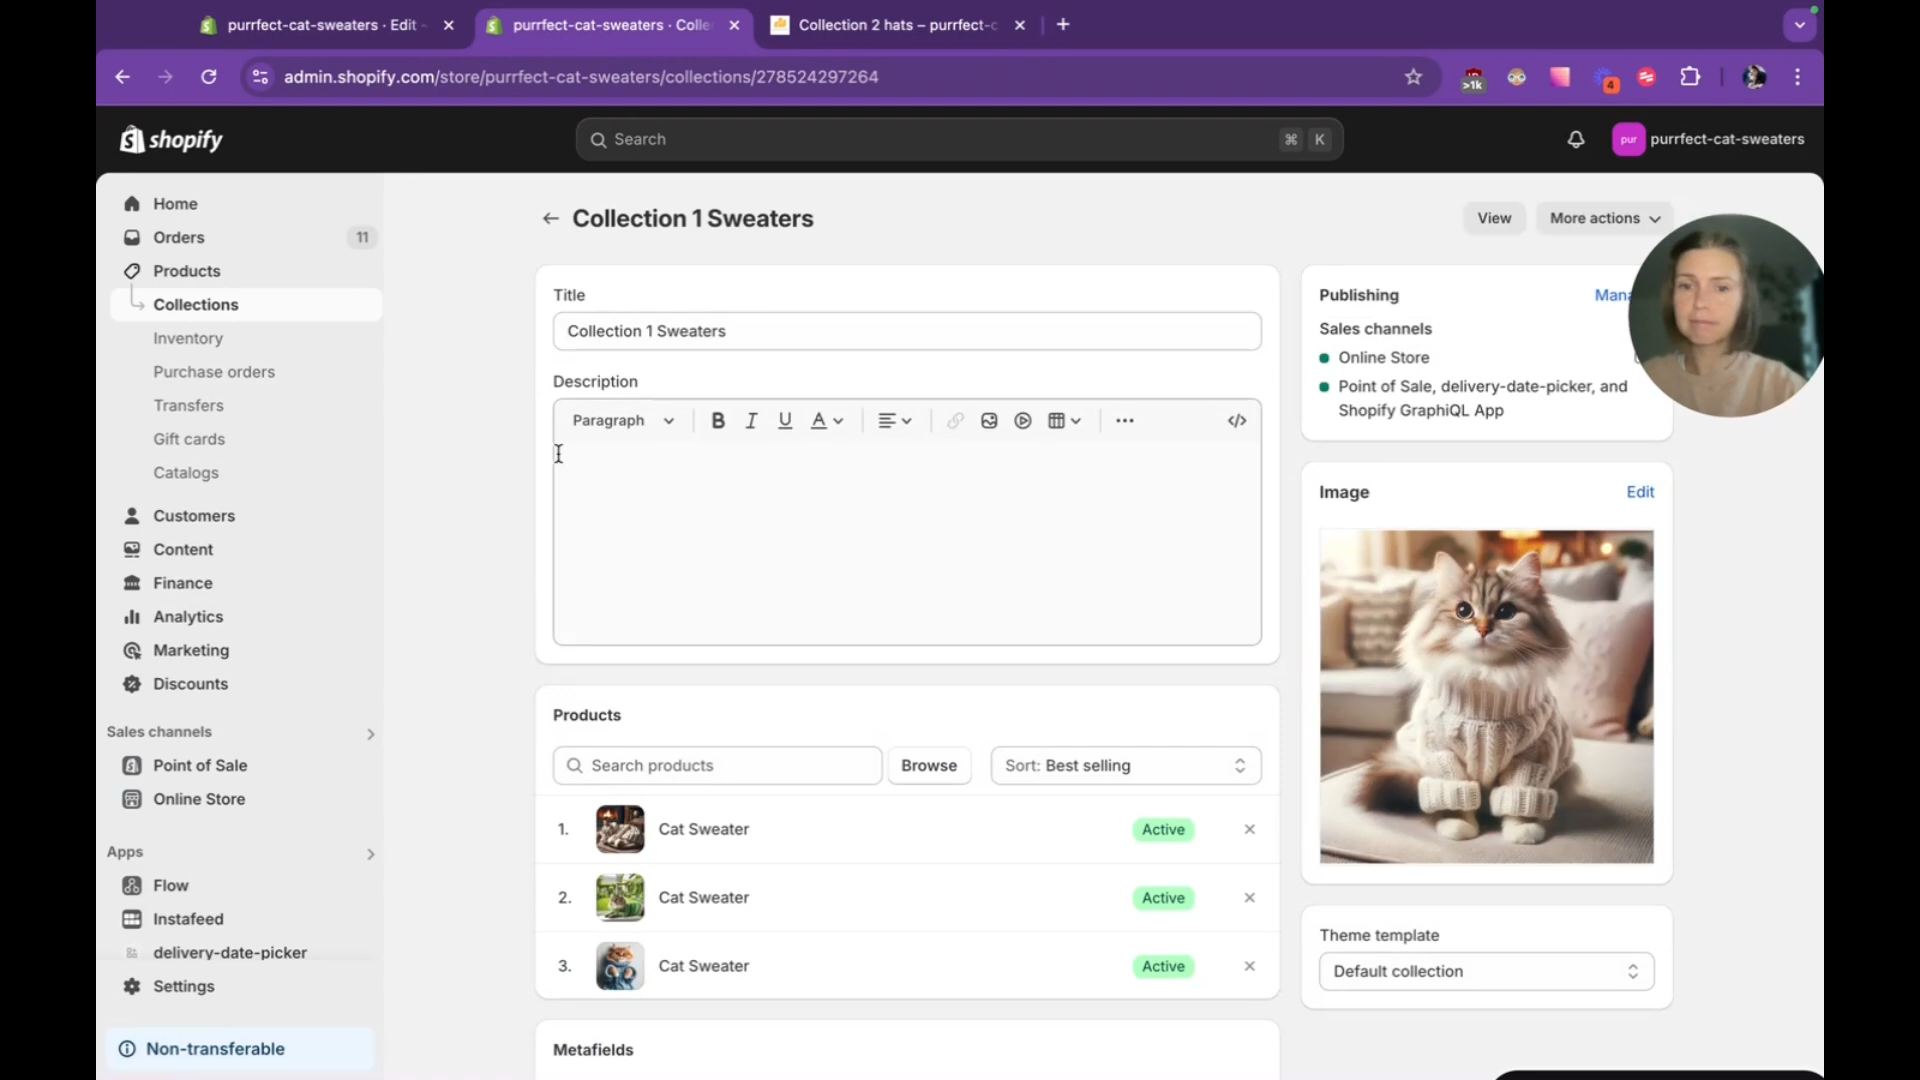 purrfect-cat-sweaters · Edit
purrfect-cat-sweaters · Colle
Collection 2 hats – purrfect-c
admin.shopify.com/store/purrfect-cat-sweaters/collections/278524297264
>1k
4
shopify
Search
⌘ K
pur
purrfect-cat-sweaters
Home
Orders 11
Products
Collections
Inventory
Purchase orders
Transfers
Gift cards
Catalogs
Customers
Content
Finance
Analytics
Marketing
Discounts
Sales channels
Point of Sale
Online Store
Apps
Flow
Instafeed
delivery-date-picker
Settings
Non-transferable
Collection 1 Sweaters
View
More actions
Title
Collection 1 Sweaters
Description
Paragraph
B I U A
Products
Search products
Browse
Sort: Best selling
1. Cat Sweater Active
2. Cat Sweater Active
3. Cat Sweater Active
Metafields
Publishing
Mana
Sales channels
Online Store
Point of Sale, delivery-date-picker, and
Shopify GraphiQL App
Image
Edit
Theme template
Default collection